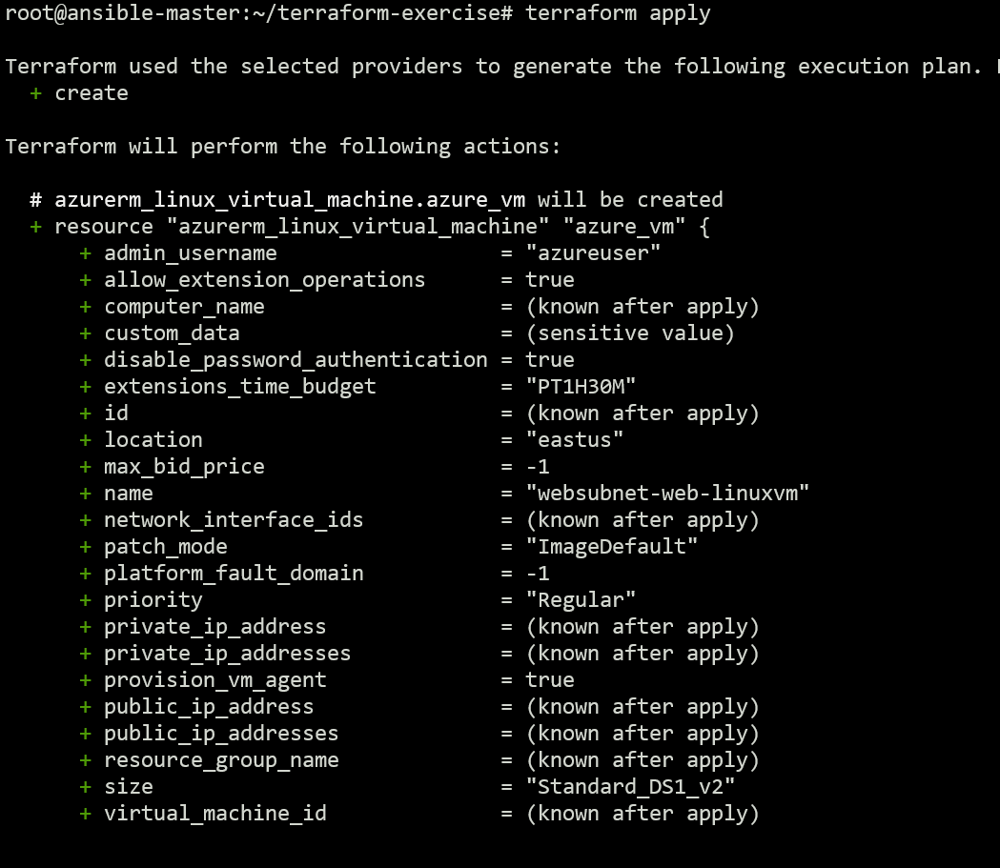 root@ansible-master:~/terraform-exercise# terraform apply
Terraform used the selected providers to generate the following execution plan.
+ create
Terraform will perform the following actions:
# azurerm_linux_virtual_machine.azure_vm will be created
+ resource "azurerm_linux_virtual_machine" "azure_vm" {
+ admin_username = "azureuser"
+ allow_extension_operations = true
+ computer_name = (known after apply)
+ custom_data = (sensitive value)
+ disable_password_authentication = true
+ extensions_time_budget = "PT1H30M"
+ id = (known after apply)
+ location = "eastus"
+ max_bid_price = -1
+ name = "websubnet-web-linuxvm"
+ network_interface_ids = (known after apply)
+ patch_mode = "ImageDefault"
+ platform_fault_domain = -1
+ priority = "Regular"
+ private_ip_address = (known after apply)
+ private_ip_addresses = (known after apply)
+ provision_vm_agent = true
+ public_ip_address = (known after apply)
+ public_ip_addresses = (known after apply)
+ resource_group_name = (known after apply)
+ size = "Standard_DS1_v2"
+ virtual_machine_id = (known after apply)